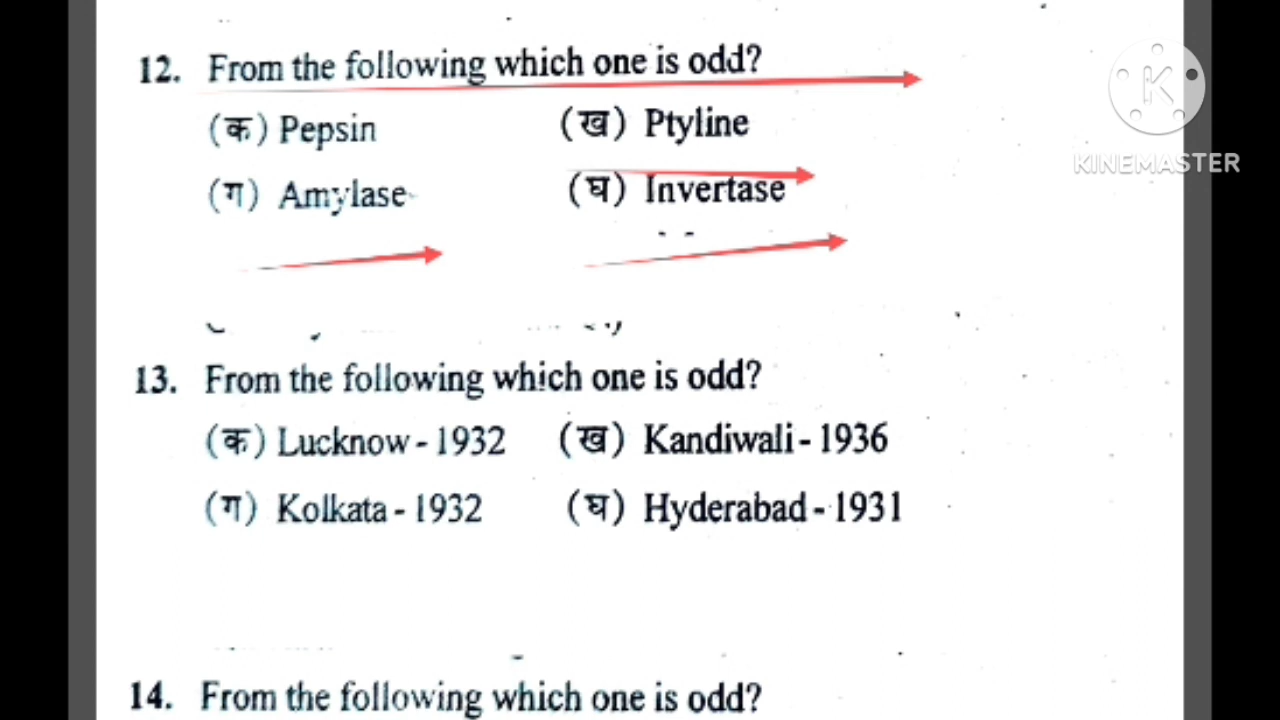 12. From the following which one is odd?
(क) Pepsin (ख) Ptyline
(ग) Amylase (घ) Invertase
13. From the following which one is odd?
(क) Lucknow - 1932 (ख) Kandiwali - 1936
(ग) Kolkata - 1932 (घ) Hyderabad - 1931
14. From the following which one is odd?
K
KINEMASTER